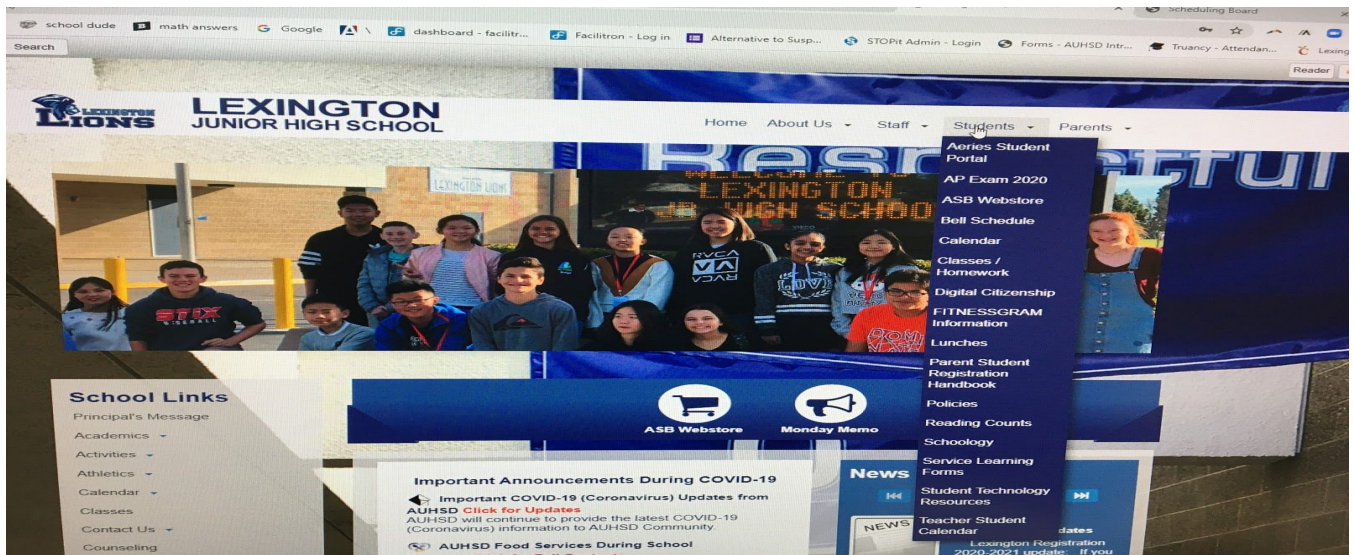 Scheduling Board
school dude
math answers
Google
dashboard - facilitr...
Facilitron - Log in
Alternative to Susp...
STOPit Admin - Login
Forms - AUHSD Intr...
Truancy - Attendan...
Lexing
Search
Reader
LEXINGTON
LIONS
LEXINGTON
JUNIOR HIGH SCHOOL
Home
About Us
Staff
Students
Parents
Aeries Student
Portal
AP Exam 2020
ASB Webstore
Bell Schedule
Calendar
Classes /
Homework
Digital Citizenship
FITNESSGRAM
Information
Lunches
Parent Student
Registration
Handbook
Policies
Reading Counts
Schoology
Service Learning
Forms
Student Technology
Resources
Teacher Student
Calendar
LEXINGTON LIONS
LEXINGTON
JR HIGH SCHOO
RVCA
VA
RVCA
STIX
BASEBALL
School Links
Principal's Message
Academics
Activities
Athletics
Calendar
Classes
Contact Us
Counseling
ASB Webstore
Monday Memo
Important Announcements During COVID-19
Important COVID-19 (Coronavirus) Updates from
AUHSD Click for Updates
AUHSD will continue to provide the latest COVID-19
(Coronavirus) information to AUHSD Community.
AUHSD Food Services During School
News
NEWS
dates
Lexington Registration
2020-2021 update: If you